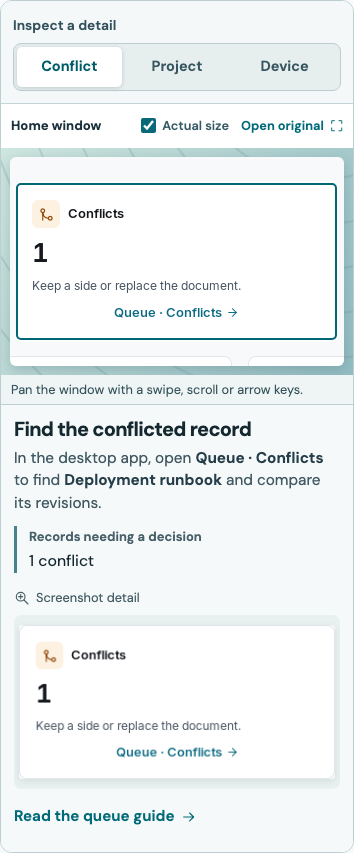 Inspect a detail
Conflict Project Device
Home window Actual size Open original
Conflicts
1
Keep a side or replace the document.
Queue · Conflicts →
Pan the window with a swipe, scroll or arrow keys.
Find the conflicted record
In the desktop app, open Queue · Conflicts
to find Deployment runbook and compare
its revisions.
Records needing a decision
1 conflict
Screenshot detail
Conflicts
1
Keep a side or replace the document.
Queue · Conflicts →
Read the queue guide →